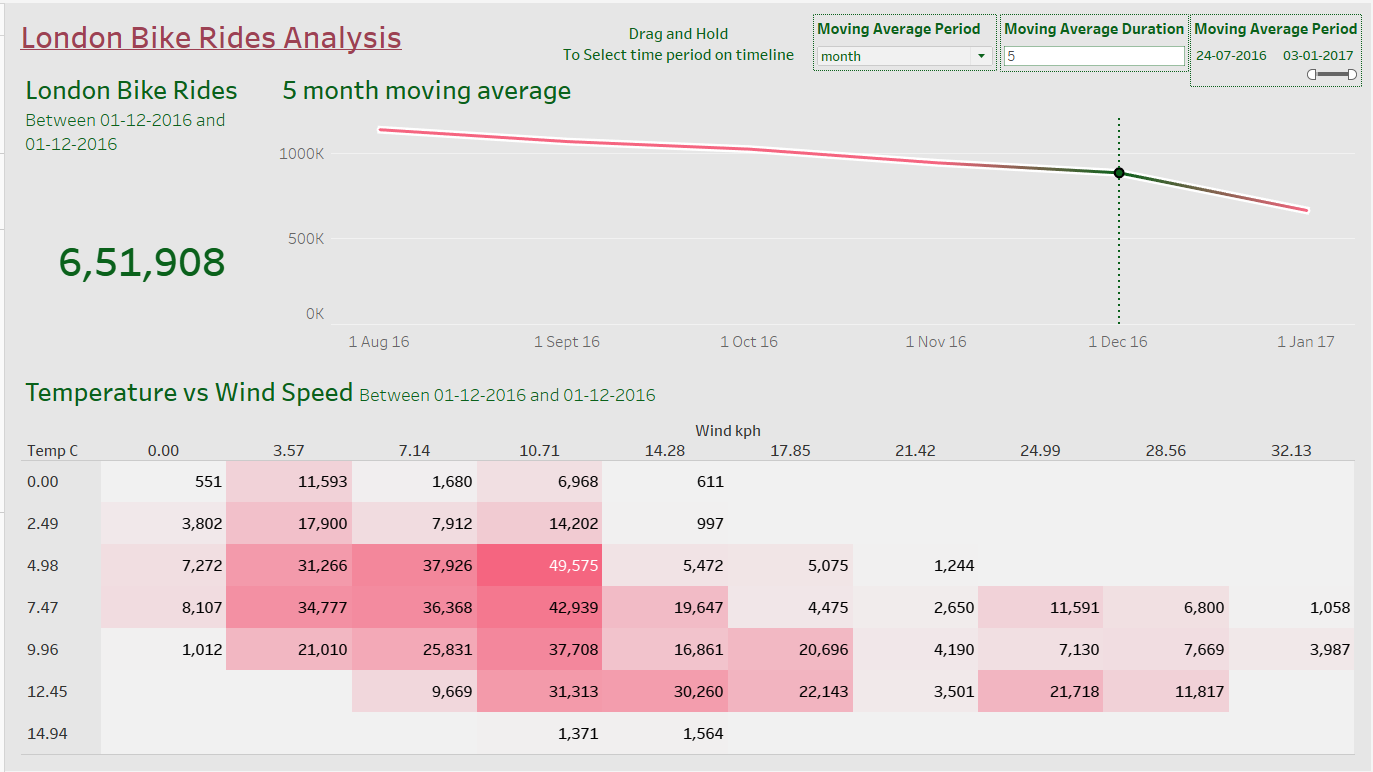 London Bike Rides Analysis
Drag and Hold
To Select time period on timeline
Moving Average Period
month
Moving Average Duration
5
Moving Average Period
24-07-2016 03-01-2017
London Bike Rides
Between 01-12-2016 and
01-12-2016
6,51,908
5 month moving average
1000K
500K
0K
1 Aug 16 1 Sept 16 1 Oct 16 1 Nov 16 1 Dec 16 1 Jan 17
Temperature vs Wind Speed Between 01-12-2016 and 01-12-2016
Wind kph
Temp C 0.00 3.57 7.14 10.71 14.28 17.85 21.42 24.99 28.56 32.13
0.00 551 11,593 1,680 6,968 611
2.49 3,802 17,900 7,912 14,202 997
4.98 7,272 31,266 37,926 49,575 5,472 5,075 1,244
7.47 8,107 34,777 36,368 42,939 19,647 4,475 2,650 11,591 6,800 1,058
9.96 1,012 21,010 25,831 37,708 16,861 20,696 4,190 7,130 7,669 3,987
12.45 9,669 31,313 30,260 22,143 3,501 21,718 11,817
14.94 1,371 1,564